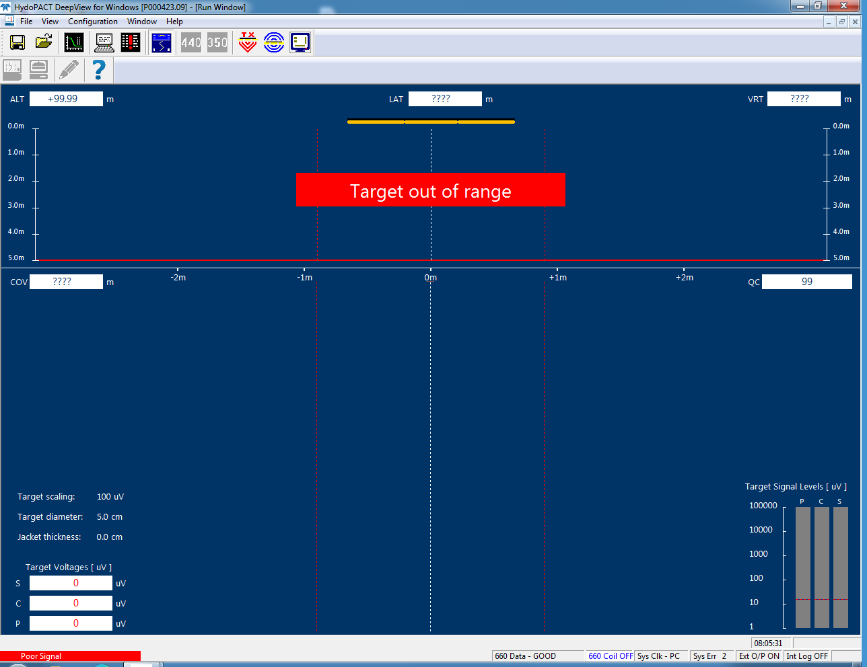 HydoPACT DeepView for Windows [P000423.09] - [Run Window]
File View Configuration Window Help
440 350 TX
?
ALT +99.99 m LAT ???? m VRT ???? m
0.0m 0.0m
1.0m 1.0m
Target out of range
2.0m 2.0m
3.0m 3.0m
4.0m 4.0m
5.0m 5.0m
-2m -1m 0m +1m +2m
COV ???? m QC 99
Target scaling: 100 uV
Target diameter: 5.0 cm
Jacket thickness: 0.0 cm
Target Voltages [ uV ]
S 0 uV
C 0 uV
P 0 uV
Target Signal Levels [ uV ]
P C S
100000
10000
1000
100
10
1
08:05:31
Poor Signal 660 Data - GOOD 660 Coil OFF Sys Clk - PC Sys Err 2 Ext O/P ON Int Log OFF